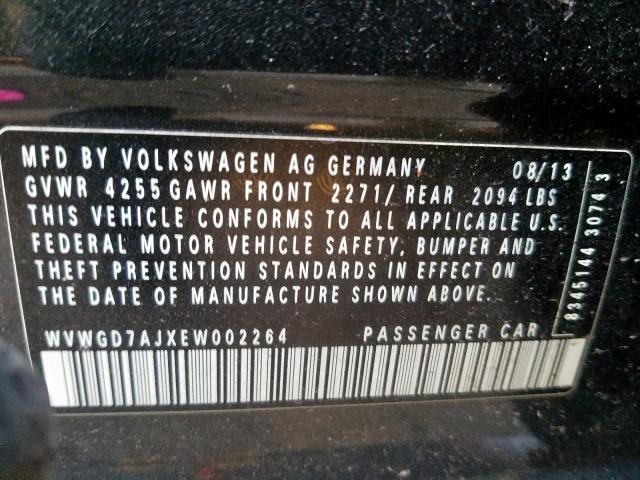 MFD BY VOLKSWAGEN AG GERMANY 08/13
GVWR 4255 GAWR FRONT 2271/ REAR 2094 LBS
THIS VEHICLE CONFORMS TO ALL APPLICABLE U.S.
FEDERAL MOTOR VEHICLE SAFETY, BUMPER AND
THEFT PREVENTION STANDARDS IN EFFECT ON
THE DATE OF MANUFACTURE SHOWN ABOVE.
WVWGD7AJXEW002264 PASSENGER CAR
8345144 3074 3